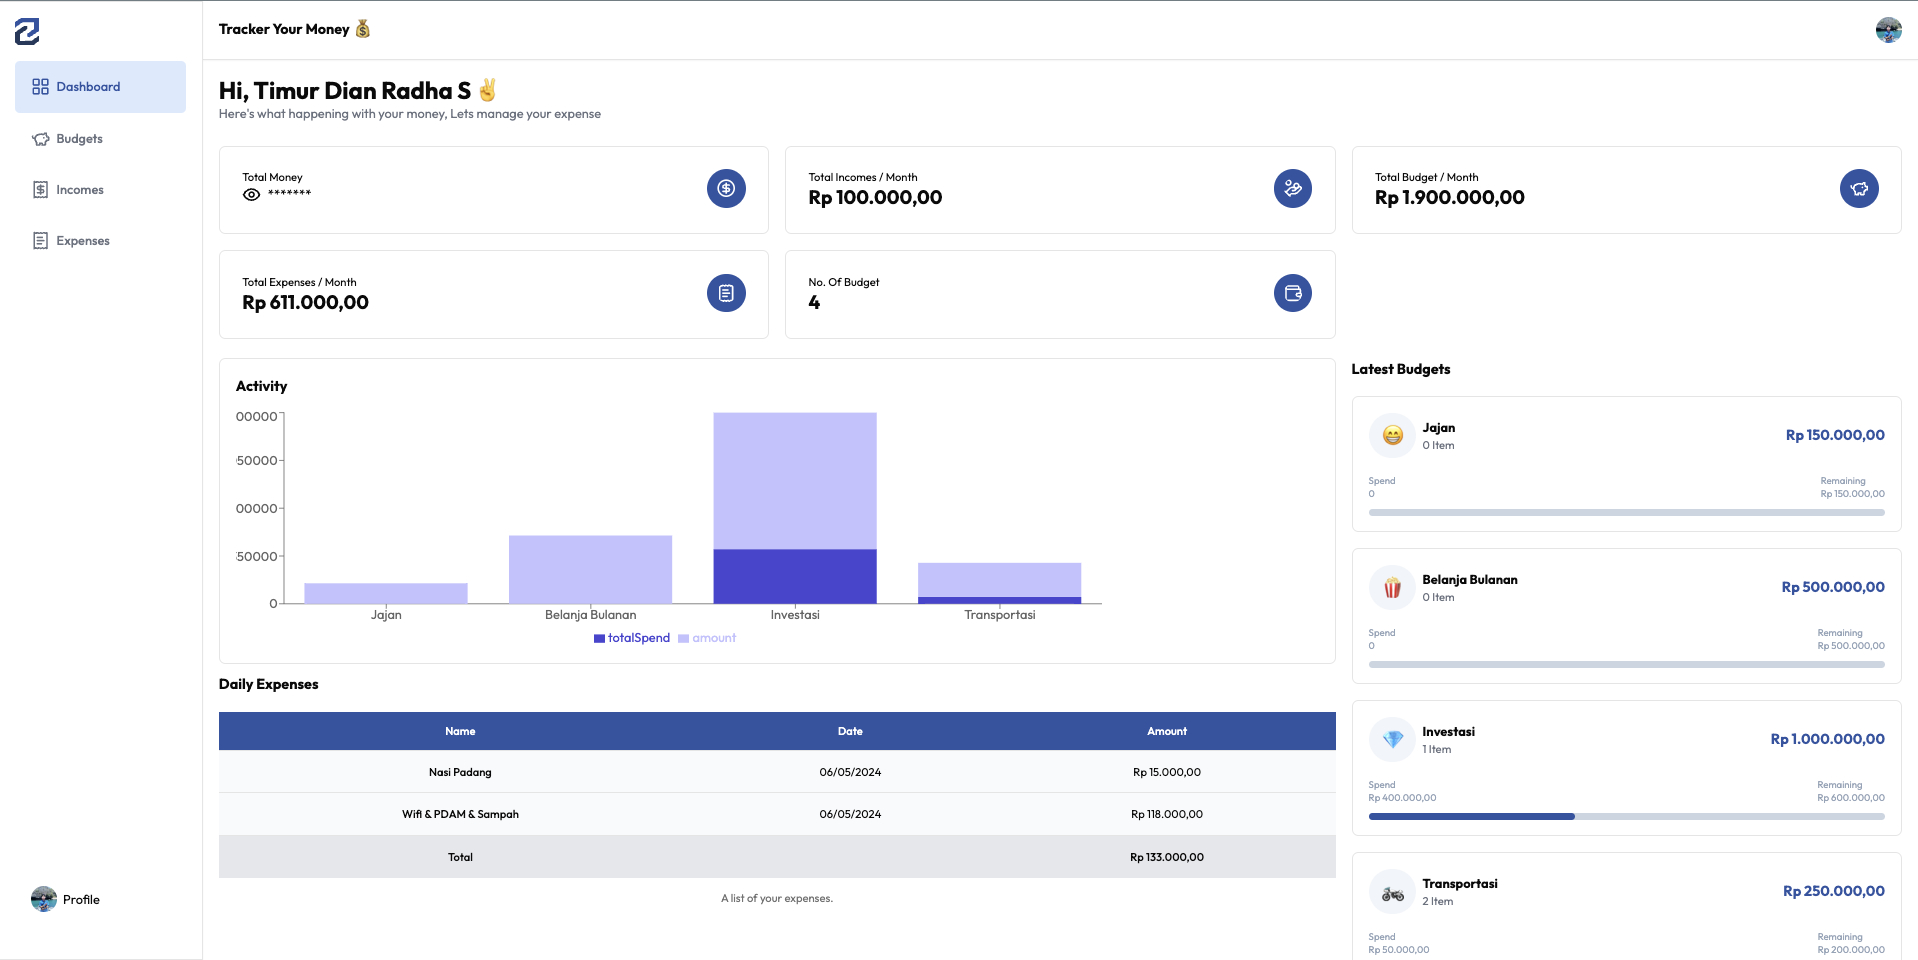 Tracker Your Money 💰
Dashboard
Budgets
Incomes
Expenses
Profile
Hi, Timur Dian Radha S ✌️
Here's what happening with your money, Lets manage your expense
Total Money
*******
Total Incomes / Month
Rp 100.000,00
Total Budget / Month
Rp 1.900.000,00
Total Expenses / Month
Rp 611.000,00
No. Of Budget
4
Activity
00000
50000
00000
50000
0
Jajan Belanja Bulanan Investasi Transportasi
totalSpend amount
Daily Expenses
Name Date Amount
Nasi Padang 06/05/2024 Rp 15.000,00
Wifi & PDAM & Sampah 06/05/2024 Rp 118.000,00
Total Rp 133.000,00
A list of your expenses.
Latest Budgets
Jajan
0 Item
Rp 150.000,00
Spend Remaining
0 Rp 150.000,00
Belanja Bulanan
0 Item
Rp 500.000,00
Spend Remaining
0 Rp 500.000,00
Investasi
1 Item
Rp 1.000.000,00
Spend Remaining
Rp 400.000,00 Rp 600.000,00
Transportasi
2 Item
Rp 250.000,00
Spend Remaining
Rp 50.000,00 Rp 200.000,00